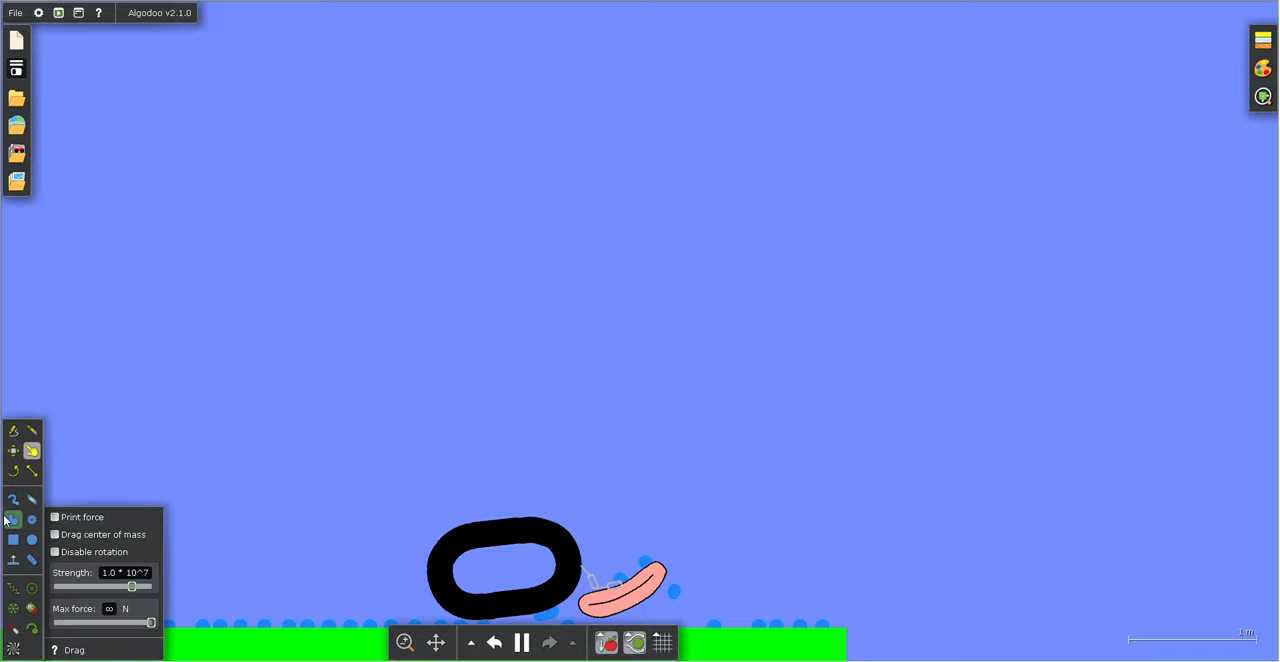 File ? Algodoo v2.1.0
Print force
Drag center of mass
Disable rotation
Strength: 1.0 * 10^7
Max force: ∞ N
? Drag
1 m